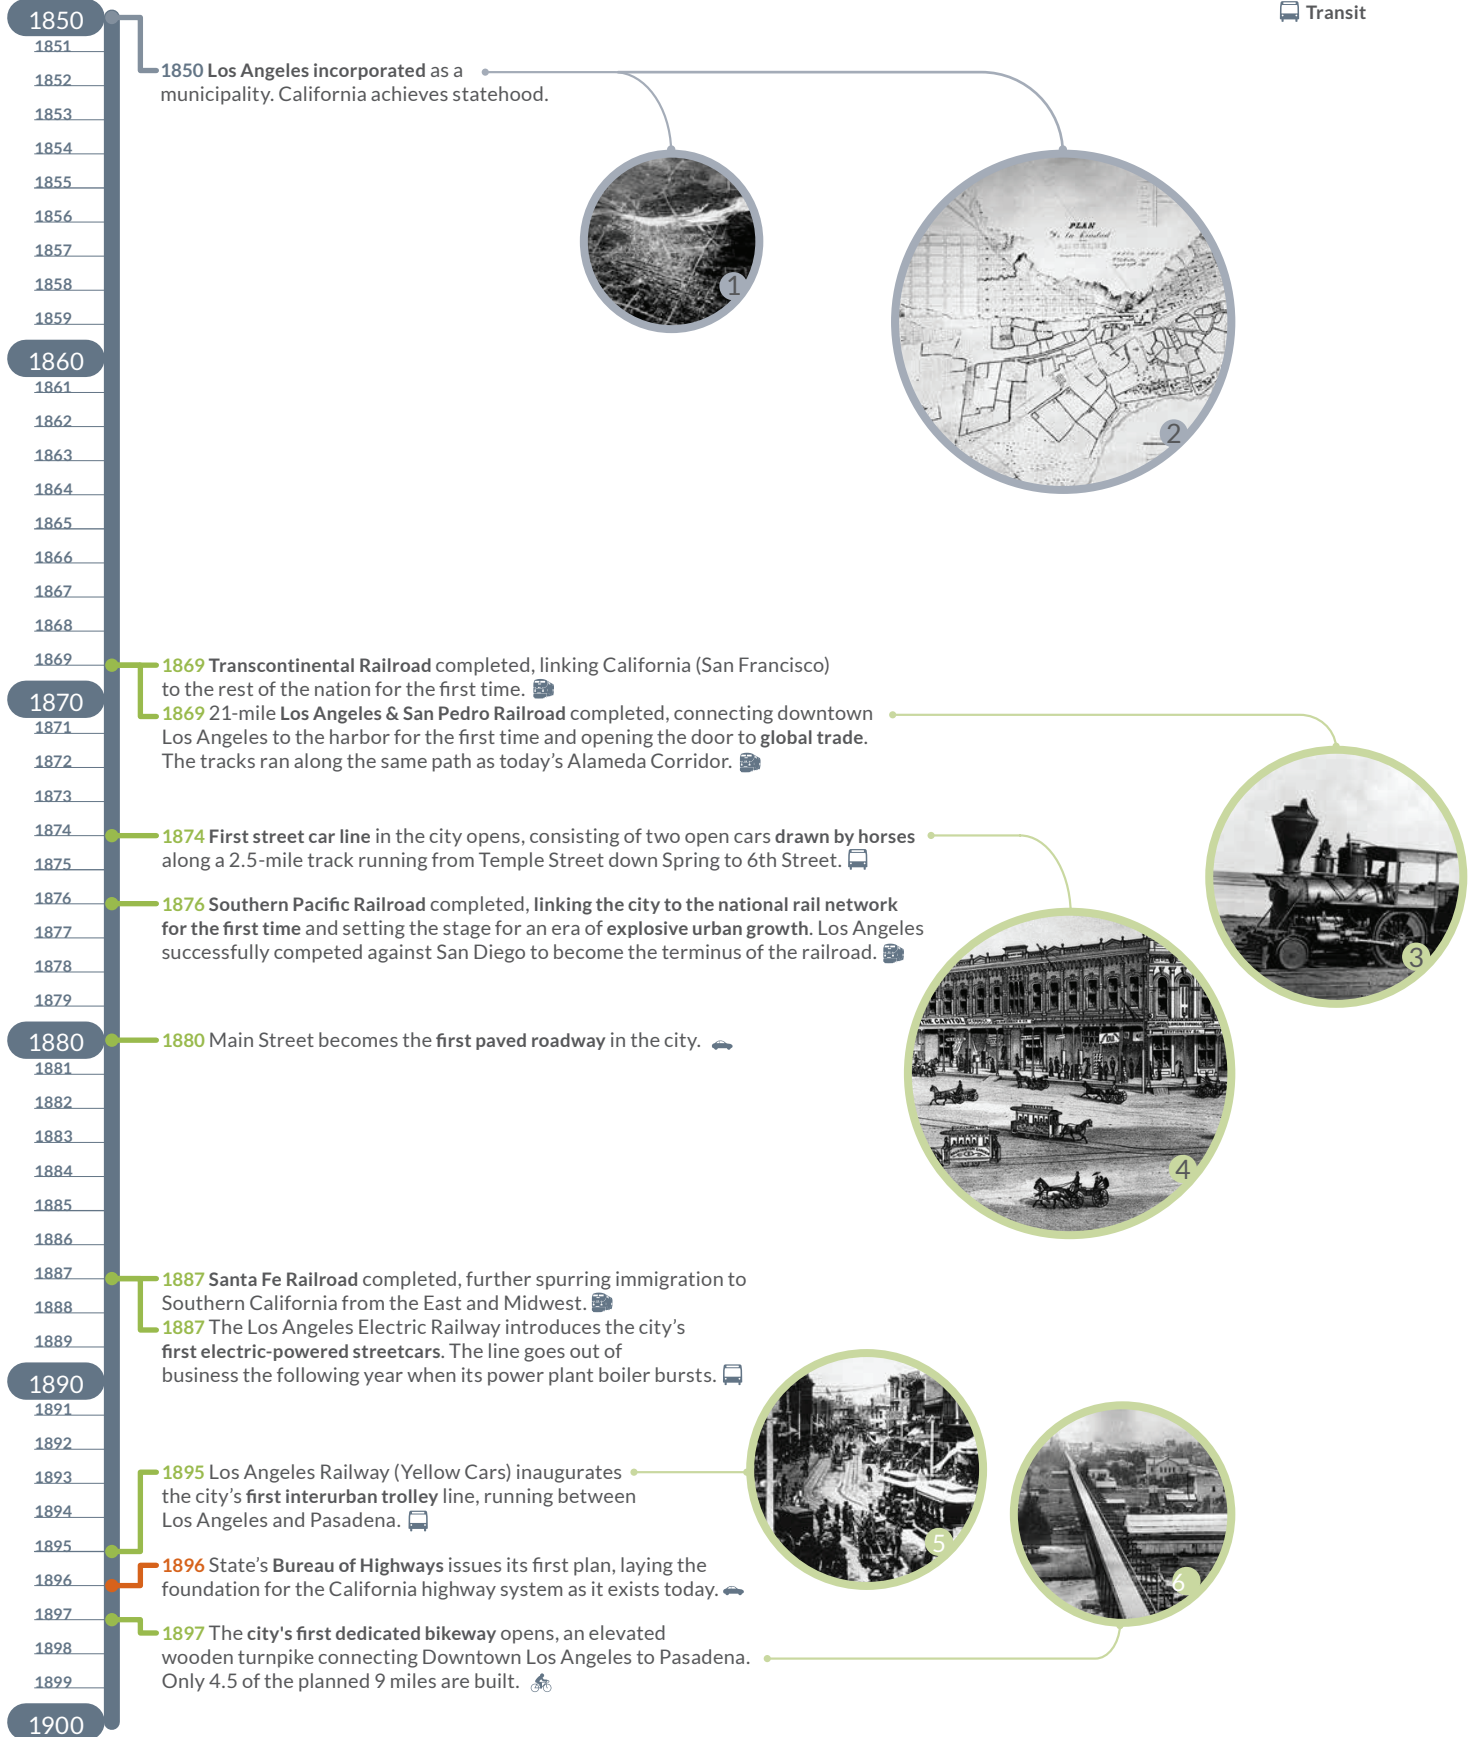 Transit
1850
1851
1850 Los Angeles incorporated as a
municipality. California achieves statehood.
1852
1853
1854
1855
1856
1857
1858
1859
PLAN
ANGELES
1
2
1860
1861
1862
1863
1864
1865
1866
1867
1868
1869
1869 Transcontinental Railroad completed, linking California (San Francisco)
to the rest of the nation for the first time.
1870
1869 21-mile Los Angeles & San Pedro Railroad completed, connecting downtown
Los Angeles to the harbor for the first time and opening the door to global trade.
The tracks ran along the same path as today's Alameda Corridor.
1871
1872
1873
3
1874
1874 First street car line in the city opens, consisting of two open cars drawn by horses
along a 2.5-mile track running from Temple Street down Spring to 6th Street.
1875
1876
1876 Southern Pacific Railroad completed, linking the city to the national rail network
for the first time and setting the stage for an era of explosive urban growth. Los Angeles
successfully competed against San Diego to become the terminus of the railroad.
1877
1878
1879
THE CAPITOL
4
1880
1880 Main Street becomes the first paved roadway in the city.
1881
1882
1883
1884
1885
1886
1887
1887 Santa Fe Railroad completed, further spurring immigration to
Southern California from the East and Midwest.
1888
1887 The Los Angeles Electric Railway introduces the city's
first electric-powered streetcars. The line goes out of
business the following year when its power plant boiler bursts.
1889
1890
1891
1892
1893
1895 Los Angeles Railway (Yellow Cars) inaugurates
the city's first interurban trolley line, running between
Los Angeles and Pasadena.
1894
1895
5
6
1896 State's Bureau of Highways issues its first plan, laying the
foundation for the California highway system as it exists today.
1896
1897
1897 The city's first dedicated bikeway opens, an elevated
wooden turnpike connecting Downtown Los Angeles to Pasadena.
Only 4.5 of the planned 9 miles are built.
1898
1899
1900